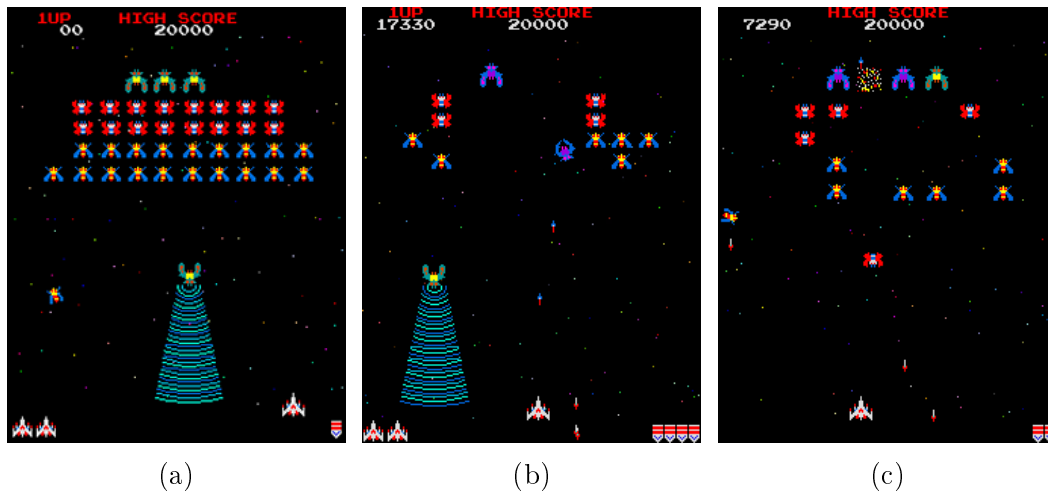 1UP HIGH SCORE
00 20000
1UP HIGH SCORE
17330 20000
HIGH SCORE
7290 20000
(a) (b) (c)